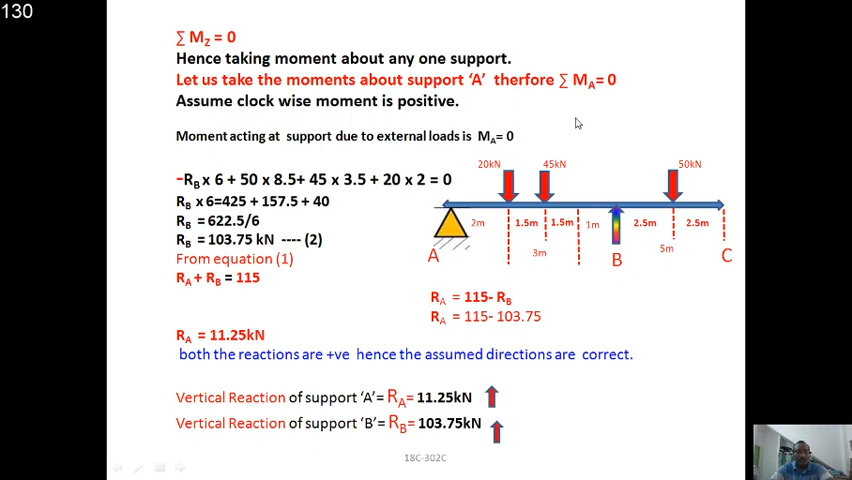 130
∑ Mz = 0
Hence taking moment about any one support.
Let us take the moments about support ‘A’ therfore ∑ MA= 0
Assume clock wise moment is positive.
Moment acting at support due to external loads is MA= 0
–RB x 6 + 50 x 8.5+ 45 x 3.5 + 20 x 2 = 0
RB x 6=425 + 157.5 + 40
RB = 622.5/6
RB = 103.75 kN ---- (2)
From equation (1)
RA + RB = 115
20kN 45kN 50kN
2m 1.5m 1.5m 1m 2.5m 2.5m
3m 5m
A B C
RA = 115- RB
RA = 115- 103.75
RA = 11.25kN
both the reactions are +ve hence the assumed directions are correct.
Vertical Reaction of support ‘A’= RA= 11.25kN
Vertical Reaction of support ‘B’= RB= 103.75kN
18C-302C